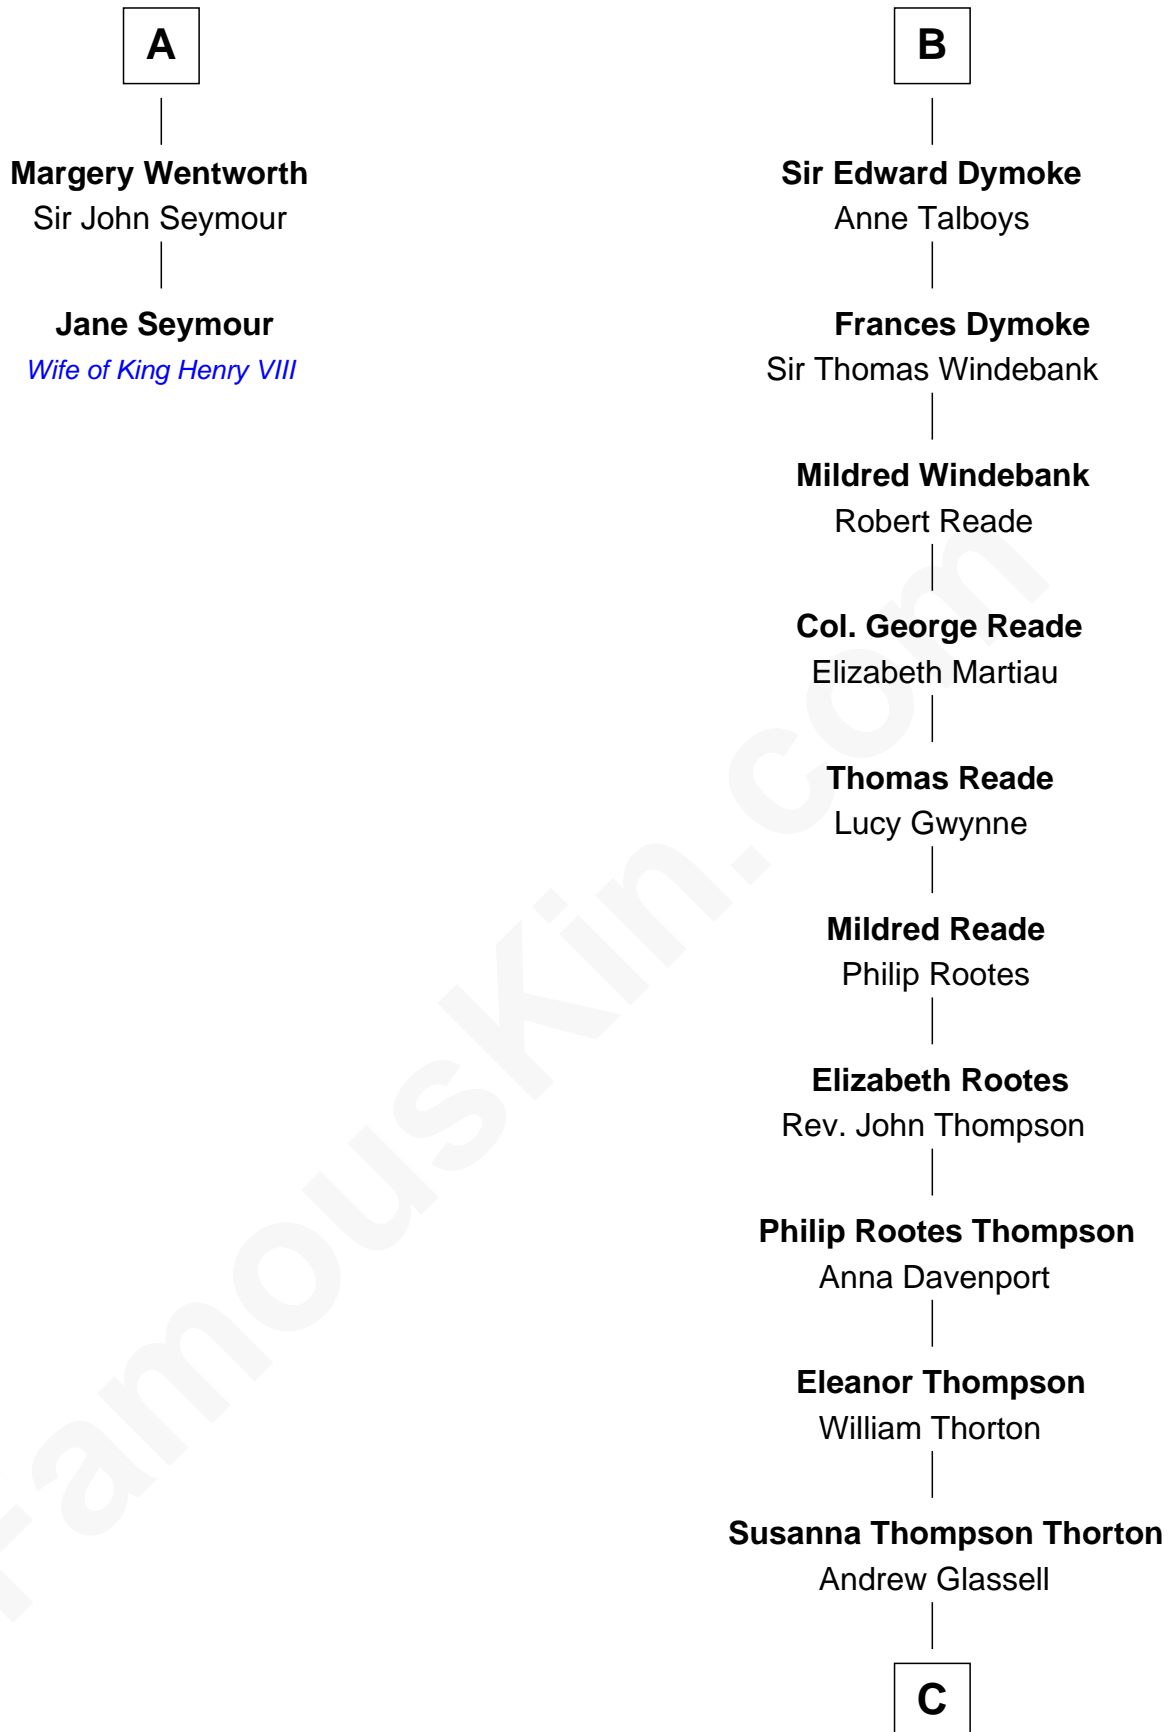 A
Margery Wentworth
Sir John Seymour
Jane Seymour
Wife of King Henry VIII
B
Sir Edward Dymoke
Anne Talboys
Frances Dymoke
Sir Thomas Windebank
Mildred Windebank
Robert Reade
Col. George Reade
Elizabeth Martiau
Thomas Reade
Lucy Gwynne
Mildred Reade
Philip Rootes
Elizabeth Rootes
Rev. John Thompson
Philip Rootes Thompson
Anna Davenport
Eleanor Thompson
William Thorton
Susanna Thompson Thorton
Andrew Glassell
C
FamousKin.com